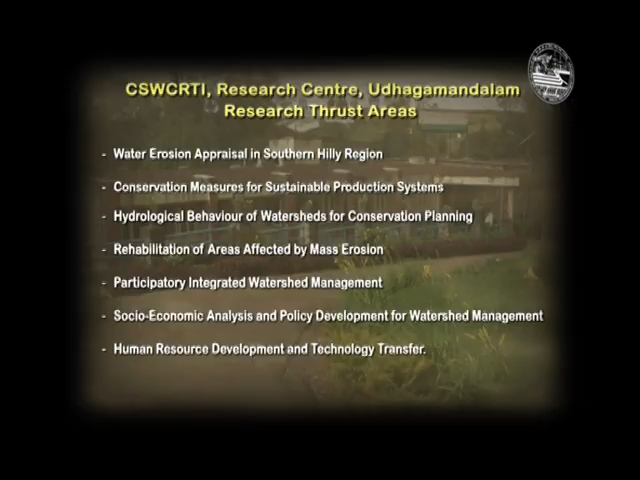 CSWCRTI, Research Centre, Udhagamandalam
Research Thrust Areas
- Water Erosion Appraisal in Southern Hilly Region
- Conservation Measures for Sustainable Production Systems
- Hydrological Behaviour of Watersheds for Conservation Planning
- Rehabilitation of Areas Affected by Mass Erosion
- Participatory Integrated Watershed Management
- Socio-Economic Analysis and Policy Development for Watershed Management
- Human Resource Development and Technology Transfer.